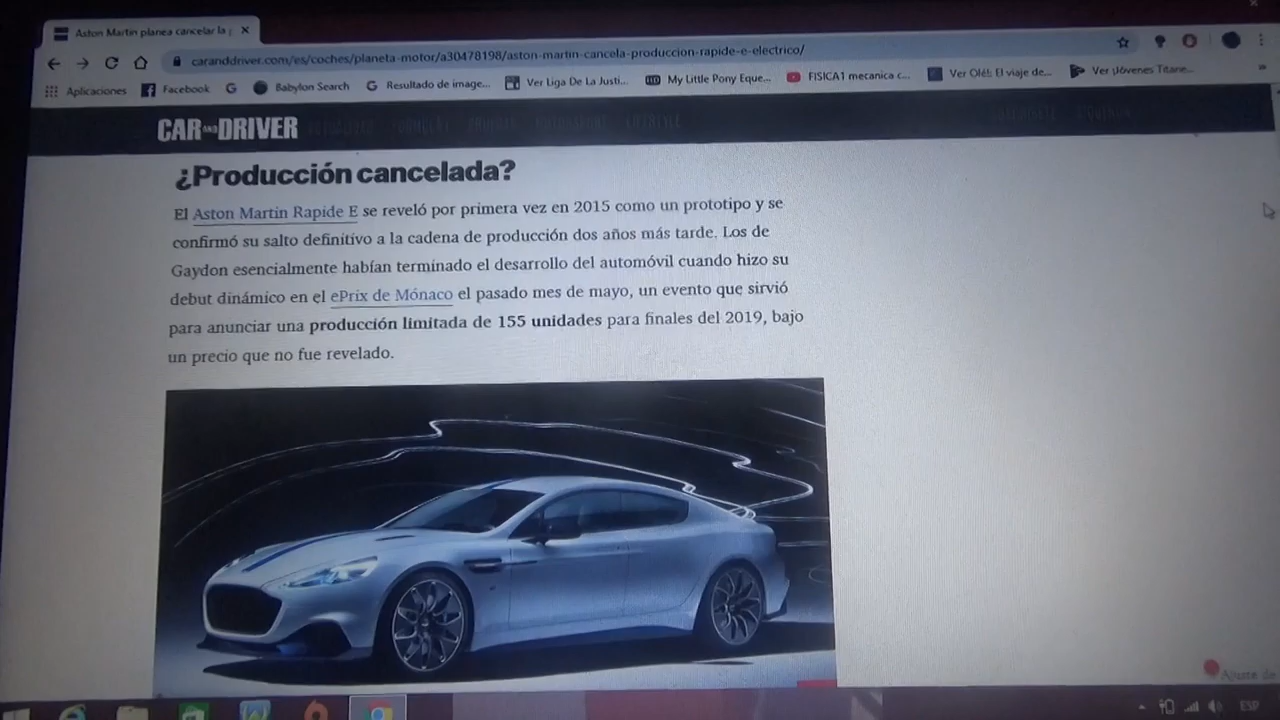 Aston Martin planea cancelar la
caranddriver.com/es/coches/planeta-motor/a30478198/aston-martin-cancela-produccion-rapide-e-electrico/
Aplicaciones Facebook Babylon Search Resultado de image... Ver Liga De La Justi... My Little Pony Eque... FISICA1 mecanica c... Ver Olé!: El viaje de... Ver ¡Jóvenes Titane...
CAR AND DRIVER FORMULA 1 LIFESTYLE
¿Producción cancelada?
El Aston Martin Rapide E se reveló por primera vez en 2015 como un prototipo y se
confirmó su salto definitivo a la cadena de producción dos años más tarde. Los de
Gaydon esencialmente habían terminado el desarrollo del automóvil cuando hizo su
debut dinámico en el ePrix de Mónaco el pasado mes de mayo, un evento que sirvió
para anunciar una producción limitada de 155 unidades para finales del 2019, bajo
un precio que no fue revelado.
Ajuste de
ESP